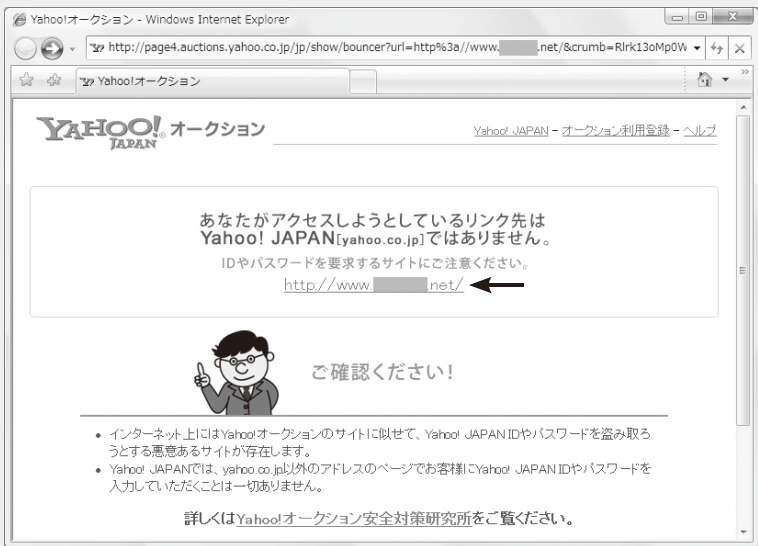 Yahoo!オークション - Windows Internet Explorer
http://page4.auctions.yahoo.co.jp/jp/show/bouncer?url=http%3a//www. .net/&crumb=Rlrk13oMp0W
Yahoo!オークション
YAHOO! JAPAN オークション
Yahoo! JAPAN - オークション利用登録 - ヘルプ
あなたがアクセスしようとしているリンク先は
Yahoo! JAPAN[yahoo.co.jp]ではありません。
IDやパスワードを要求するサイトにご注意ください。
http://www. .net/
ご確認ください!
• インターネット上にはYahoo!オークションのサイトに似せて、Yahoo! JAPAN IDやパスワードを盗み取ろ
うとする悪意あるサイトが存在します。
• Yahoo! JAPANでは、yahoo.co.jp以外のアドレスのページでお客様にYahoo! JAPAN IDやパスワードを
入力していただくことは一切ありません。
詳しくはYahoo!オークション安全対策研究所をご覧ください。